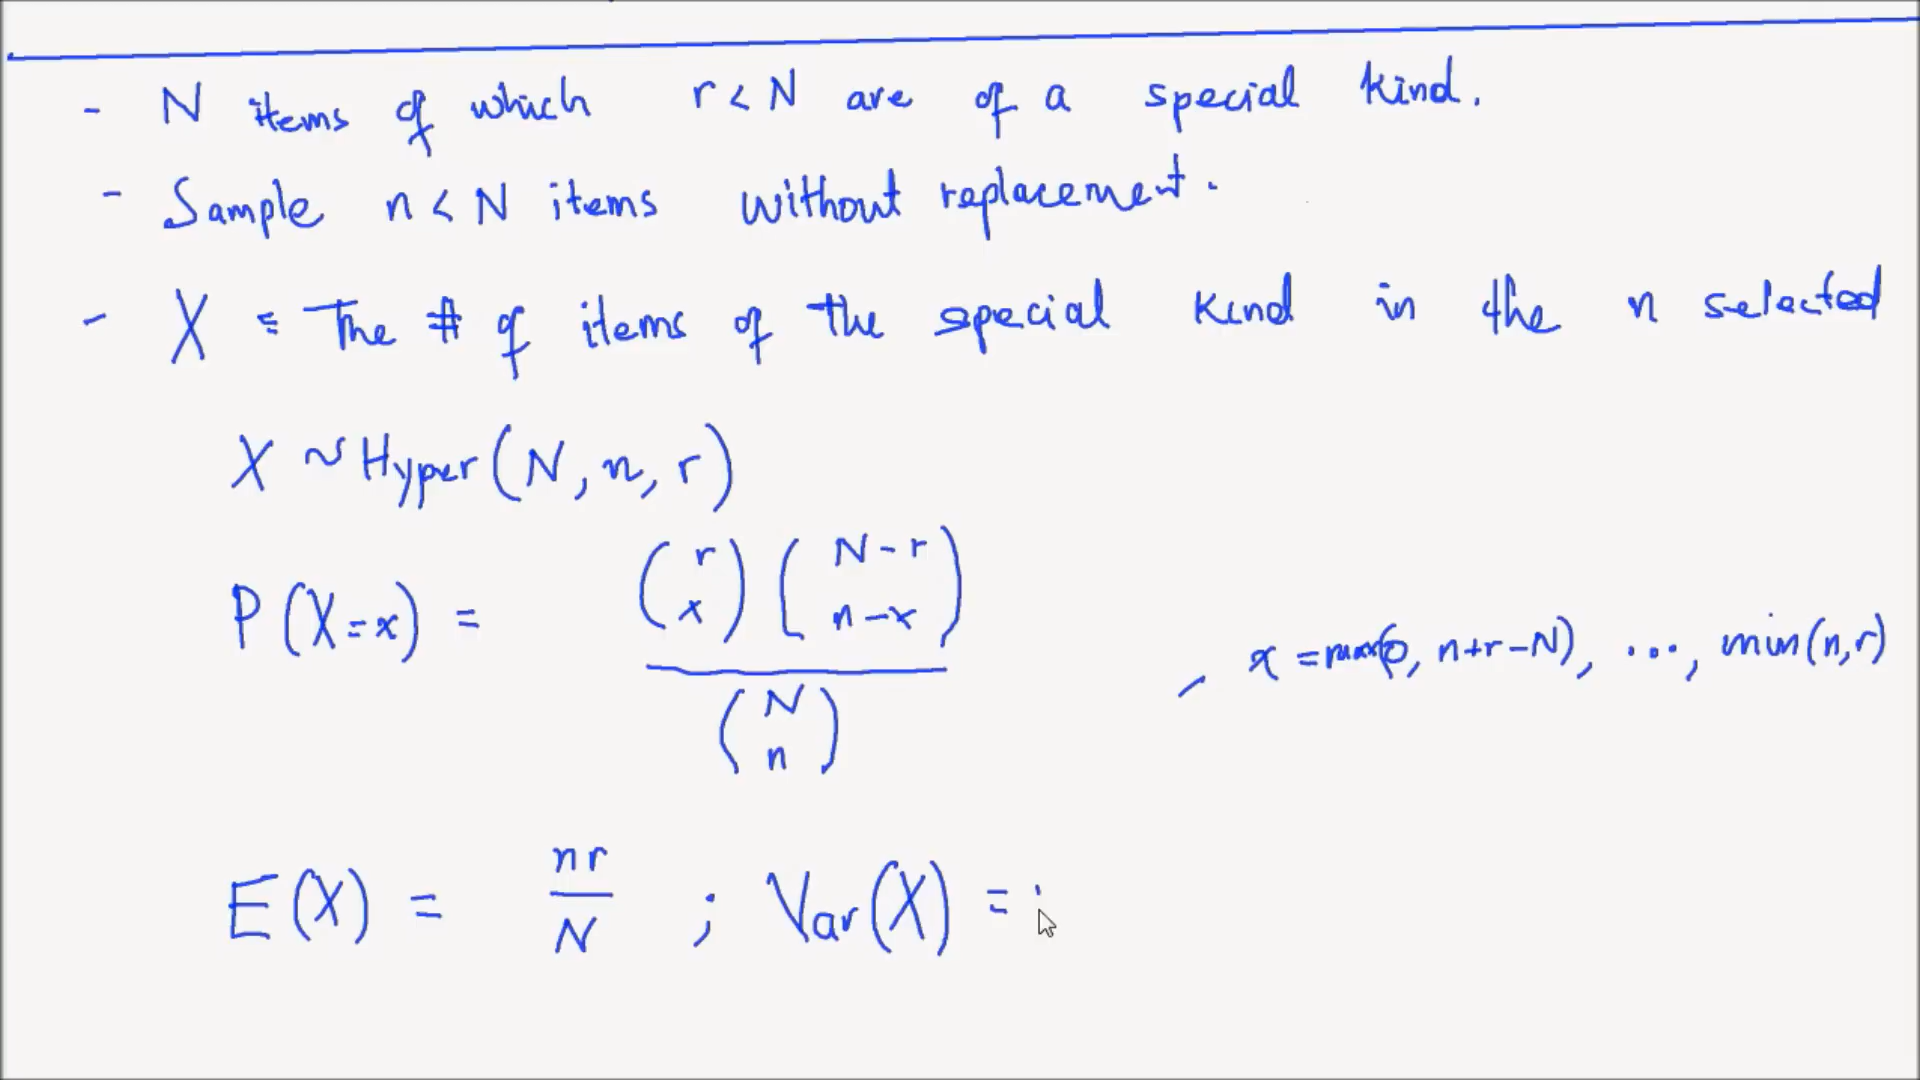 - N items of which r < N are of a special kind.
- Sample n < N items without replacement.
- X = The # of items of the special kind in the n selected
X ~ Hyper(N, n, r)
P(X=x) = (r x)(N-r n-x) / (N n) , x = max(0, n+r-N), ..., min(n,r)
E(X) = nr/N ; Var(X) =